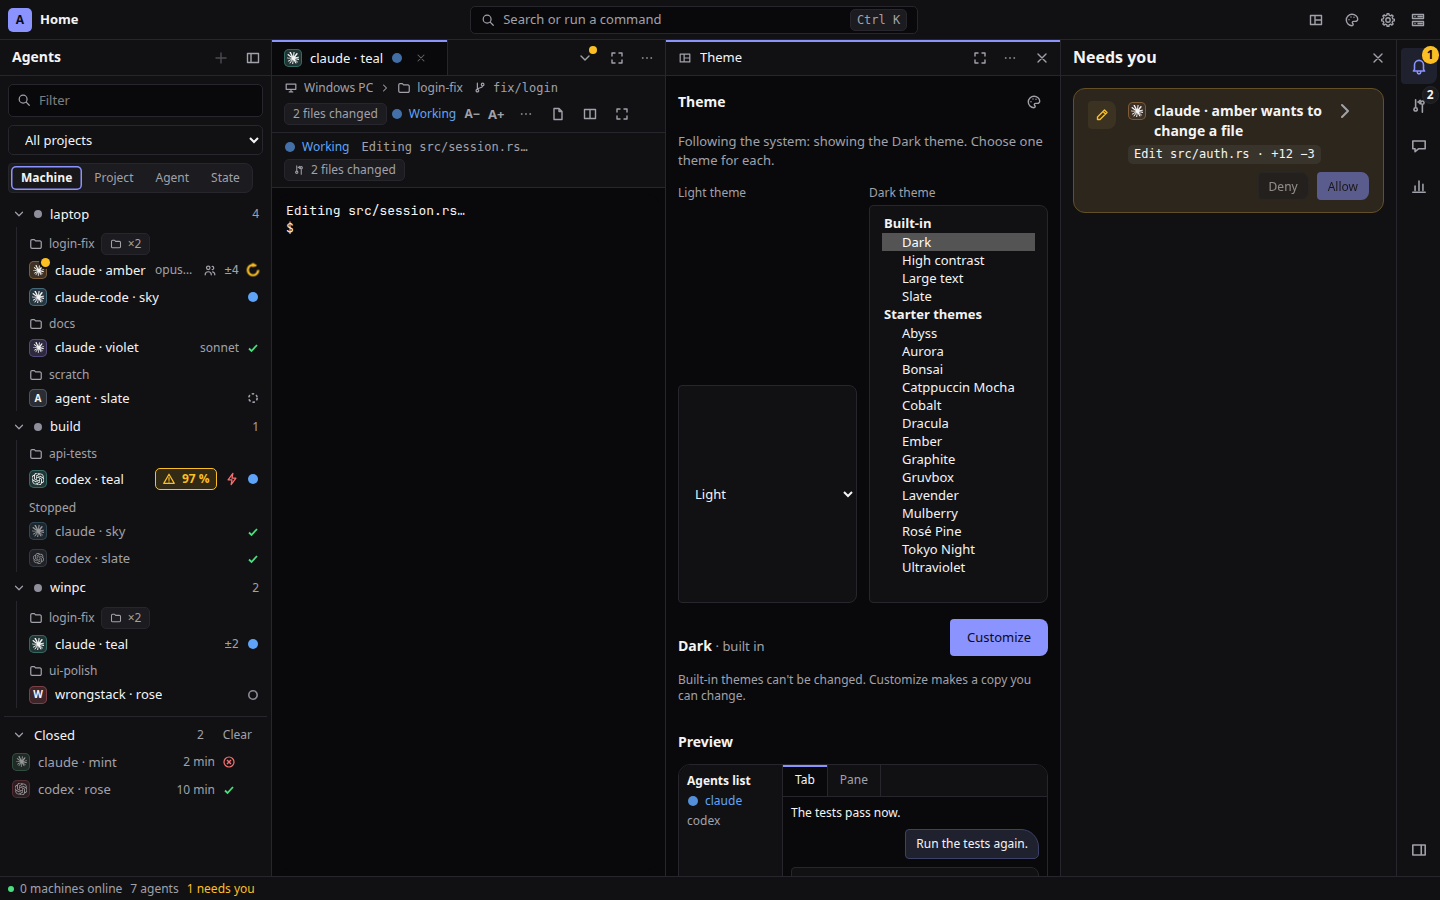 A Home
Search or run a command Ctrl K
Agents
Filter
All projects
Machine Project Agent State
laptop 4
login-fix ×2
claude · amber opus... ±4
claude-code · sky
docs
claude · violet sonnet
scratch
A agent · slate
build 1
api-tests
codex · teal 97 %
Stopped
claude · sky
codex · slate
winpc 2
login-fix ×2
claude · teal ±2
ui-polish
W wrongstack · rose
Closed 2 Clear
claude · mint 2 min
codex · rose 10 min
claude · teal
Windows PC login-fix fix/login
2 files changed Working A− A+
Working Editing src/session.rs…
2 files changed
Editing src/session.rs…
$
Theme
Theme
Following the system: showing the Dark theme. Choose one
theme for each.
Light theme
Light
Dark theme
Built-in
Dark
High contrast
Large text
Slate
Starter themes
Abyss
Aurora
Bonsai
Catppuccin Mocha
Cobalt
Dracula
Ember
Graphite
Gruvbox
Lavender
Mulberry
Rosé Pine
Tokyo Night
Ultraviolet
Dark · built in Customize
Built-in themes can't be changed. Customize makes a copy you
can change.
Preview
Agents list
claude
codex
Tab Pane
The tests pass now.
Run the tests again.
Needs you
claude · amber wants to
change a file
Edit src/auth.rs · +12 −3
Deny Allow
1
2
0 machines online 7 agents 1 needs you